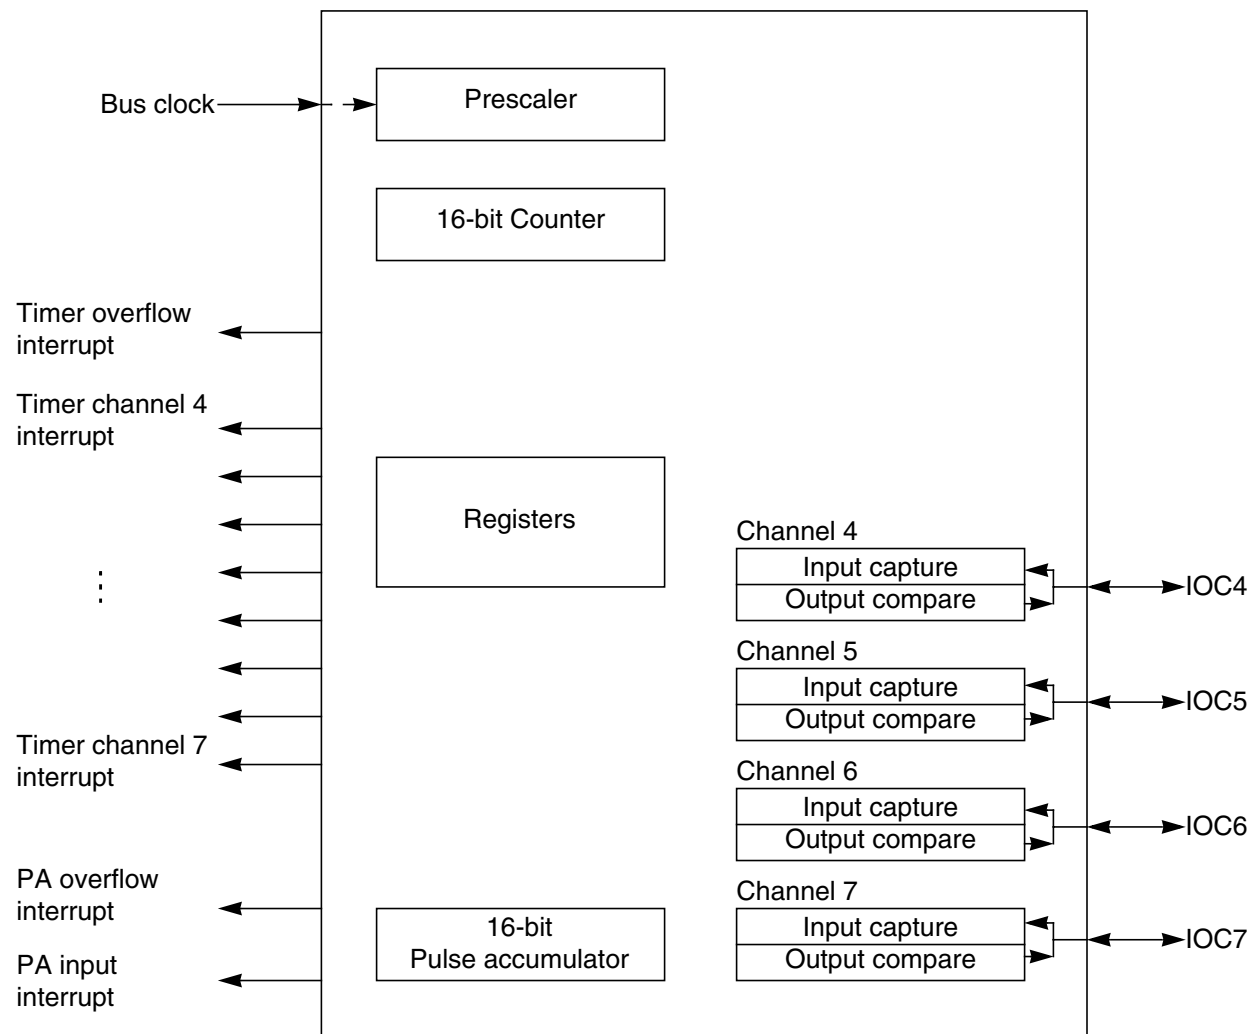 Bus clock
Prescaler
16-bit Counter
Timer overflow
interrupt
Timer channel 4
interrupt
Registers
Channel 4
Input capture
Output compare
IOC4
Channel 5
Input capture
Output compare
IOC5
Timer channel 7
interrupt
Channel 6
Input capture
Output compare
IOC6
PA overflow
interrupt
16-bit
Pulse accumulator
Channel 7
Input capture
Output compare
IOC7
PA input
interrupt